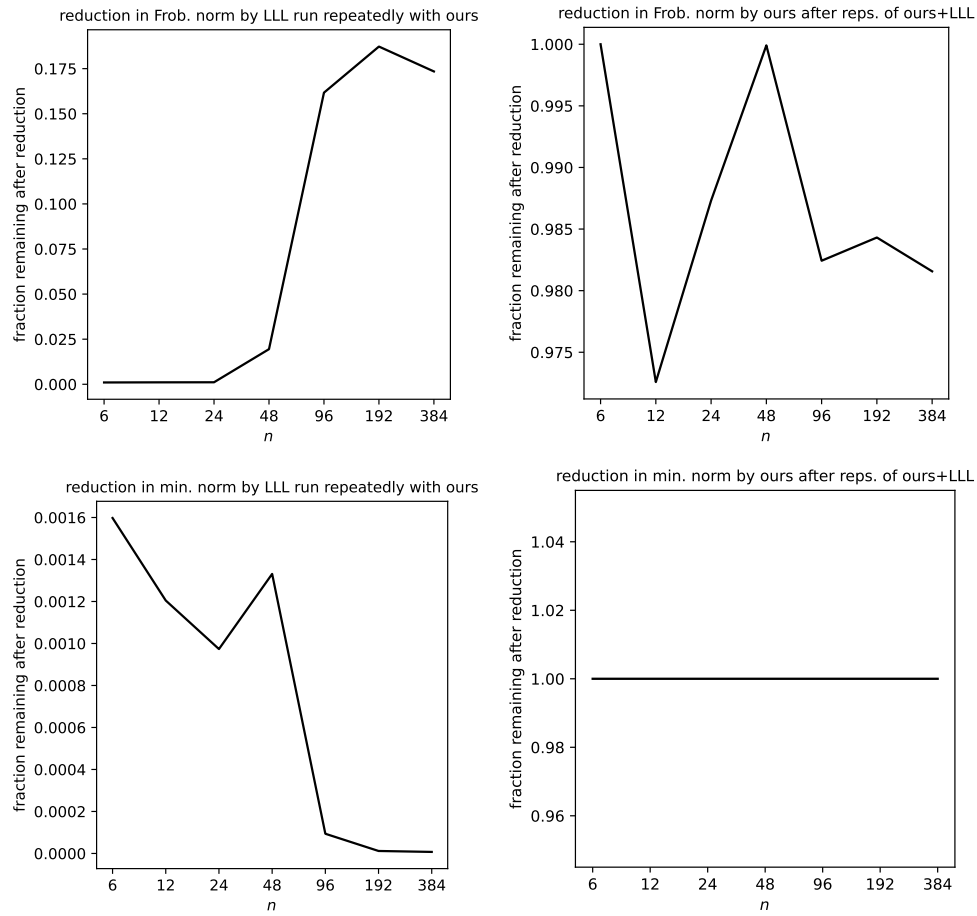 reduction in Frob. norm by LLL run repeatedly with ours
fraction remaining after reduction
0.175
0.150
0.125
0.100
0.075
0.050
0.025
0.000
6 12 24 48 96 192 384
n
reduction in Frob. norm by ours after reps. of ours+LLL
fraction remaining after reduction
1.000
0.995
0.990
0.985
0.980
0.975
6 12 24 48 96 192 384
n
reduction in min. norm by LLL run repeatedly with ours
fraction remaining after reduction
0.0016
0.0014
0.0012
0.0010
0.0008
0.0006
0.0004
0.0002
0.0000
6 12 24 48 96 192 384
n
reduction in min. norm by ours after reps. of ours+LLL
fraction remaining after reduction
1.04
1.02
1.00
0.98
0.96
6 12 24 48 96 192 384
n